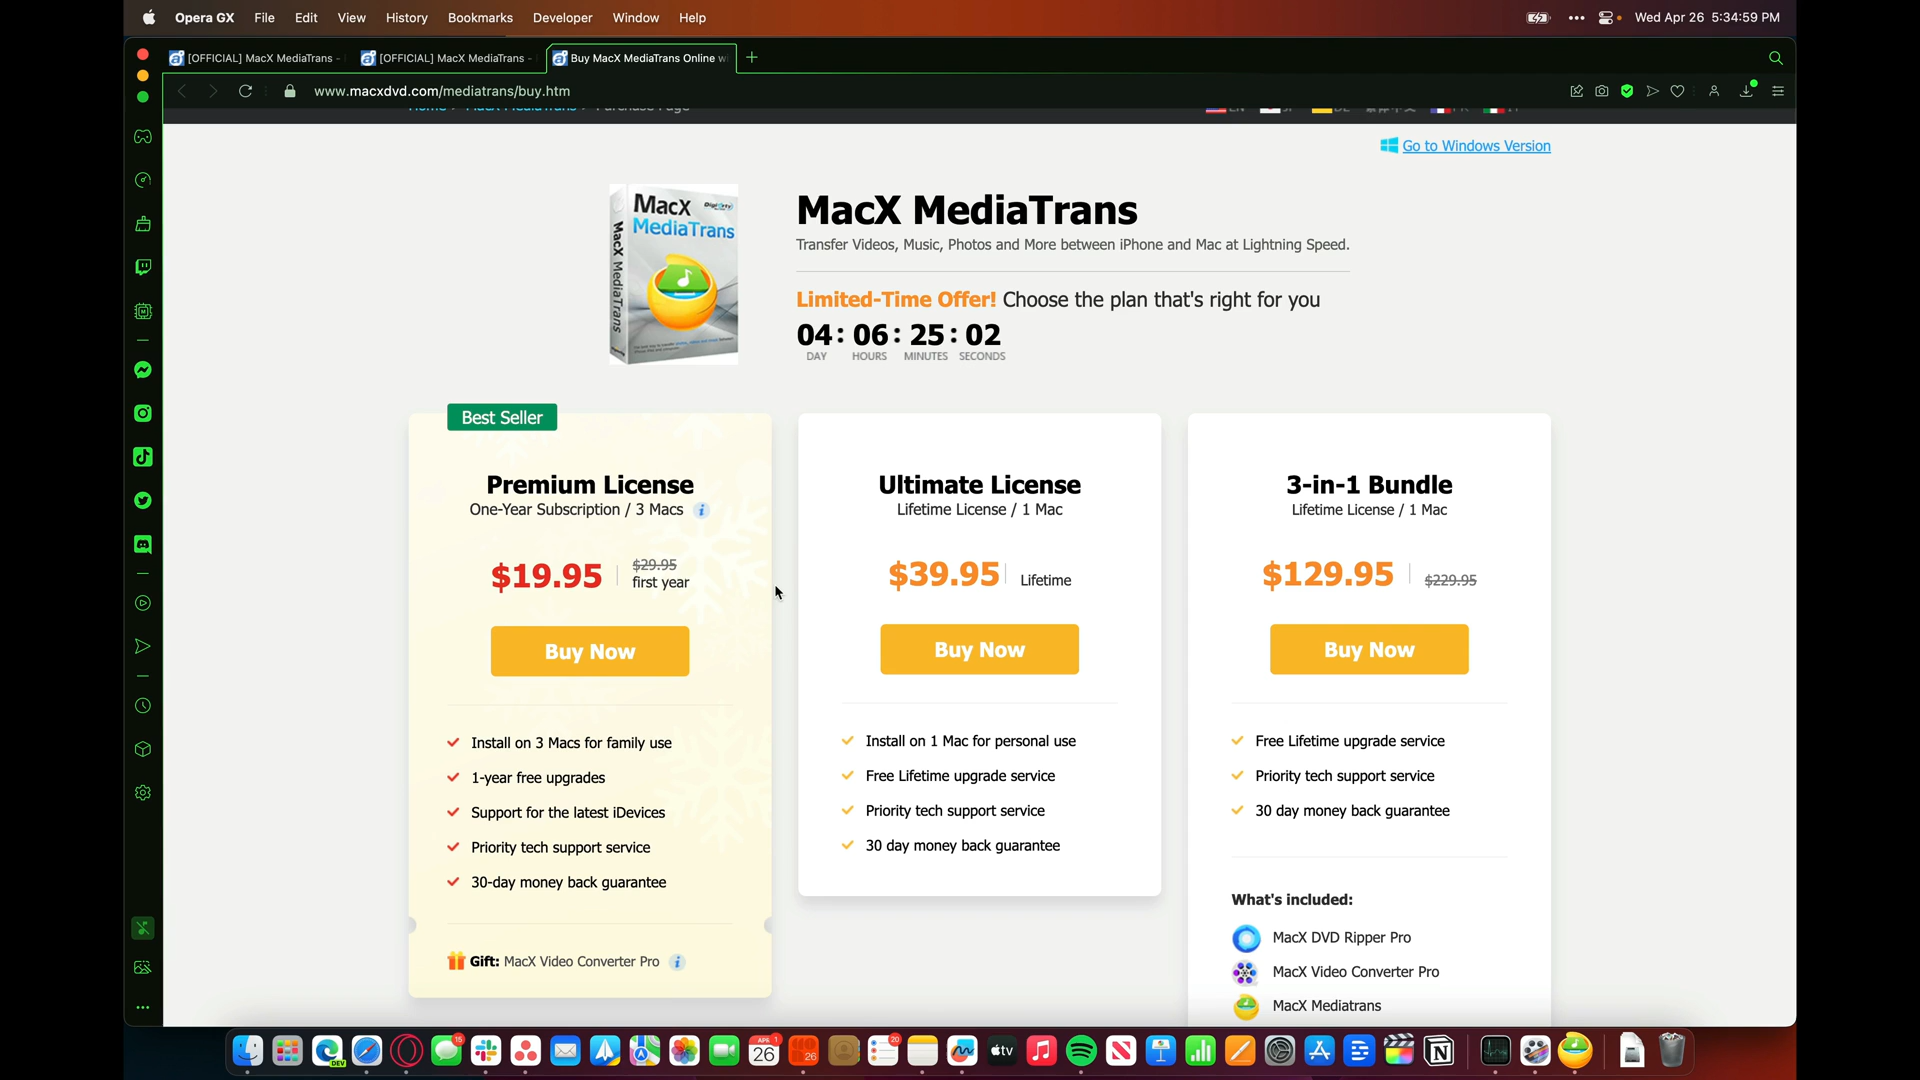 Opera GX File Edit View History Bookmarks Developer Window Help
Wed Apr 26 5:34:59 PM
[OFFICIAL] MacX MediaTrans -
[OFFICIAL] MacX MediaTrans -
Buy MacX MediaTrans Online w
www.macxdvd.com/mediatrans/buy.htm
Go to Windows Version
MacX
MediaTrans
MacX MediaTrans
MacX MediaTrans
Transfer Videos, Music, Photos and More between iPhone and Mac at Lightning Speed.
Limited-Time Offer! Choose the plan that's right for you
04 : 06 : 25 : 02
DAY HOURS MINUTES SECONDS
Best Seller
Premium License
One-Year Subscription / 3 Macs
$19.95
$29.95
first year
Buy Now
Install on 3 Macs for family use
1-year free upgrades
Support for the latest iDevices
Priority tech support service
30-day money back guarantee
Gift: MacX Video Converter Pro
Ultimate License
Lifetime License / 1 Mac
$39.95 Lifetime
Buy Now
Install on 1 Mac for personal use
Free Lifetime upgrade service
Priority tech support service
30 day money back guarantee
3-in-1 Bundle
Lifetime License / 1 Mac
$129.95 $229.95
Buy Now
Free Lifetime upgrade service
Priority tech support service
30 day money back guarantee
What's included:
MacX DVD Ripper Pro
MacX Video Converter Pro
MacX Mediatrans
DEV
15
APR
26
26
20
tv